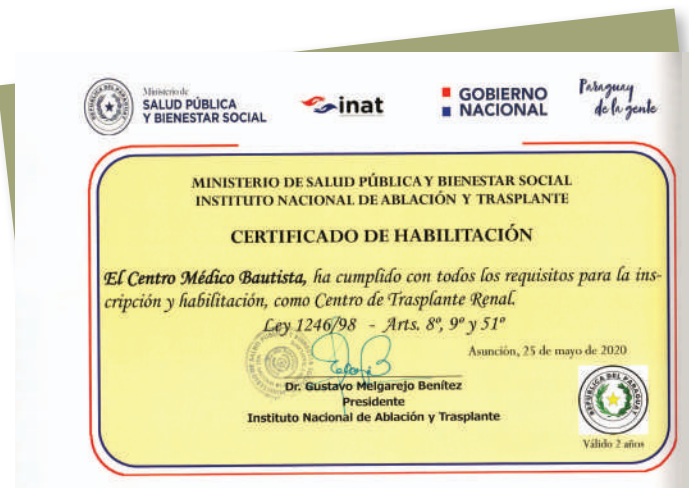 Ministerio de
SALUD PÚBLICA
Y BIENESTAR SOCIAL
inat
GOBIERNO
NACIONAL
Paraguay
de la gente
MINISTERIO DE SALUD PÚBLICA Y BIENESTAR SOCIAL
INSTITUTO NACIONAL DE ABLACIÓN Y TRASPLANTE
CERTIFICADO DE HABILITACIÓN
El Centro Médico Bautista, ha cumplido con todos los requisitos para la ins-
cripción y habilitación, como Centro de Trasplante Renal.
Ley 1246/98 - Arts. 8º, 9º y 51º
Asunción, 25 de mayo de 2020
Dr. Gustavo Melgarejo Benítez
Presidente
Instituto Nacional de Ablación y Trasplante
REPUBLICA DEL PARAGUAY
Válido 2 años